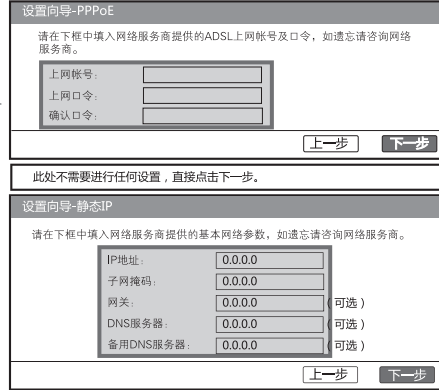 设置向导-PPPoE
请在下框中填入网络服务商提供的ADSL上网帐号及口令，如遗忘请咨询网络
服务商。
上网帐号：
上网口令：
确认口令：
上一步 下一步
此处不需要进行任何设置，直接点击下一步。
设置向导-静态IP
请在下框中填入网络服务商提供的基本网络参数，如遗忘请咨询网络服务商。
IP地址： 0.0.0.0
子网掩码： 0.0.0.0
网关： 0.0.0.0 （可选）
DNS服务器： 0.0.0.0 （可选）
备用DNS服务器： 0.0.0.0 （可选）
上一步 下一步